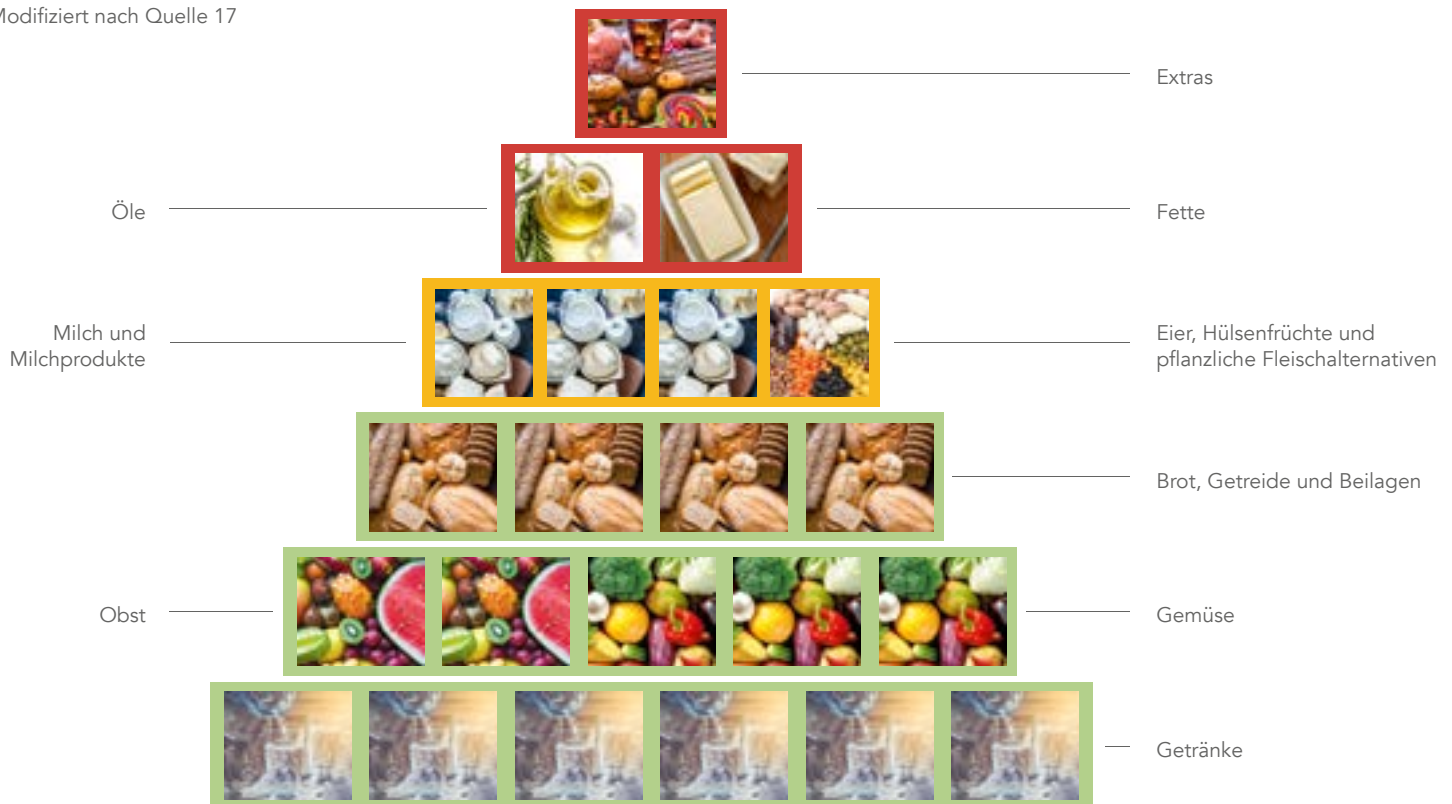 Modifiziert nach Quelle 17
Extras
Öle
Fette
Milch und
Milchprodukte
Eier, Hülsenfrüchte und
pflanzliche Fleischalternativen
Brot, Getreide und Beilagen
Obst
Gemüse
Getränke